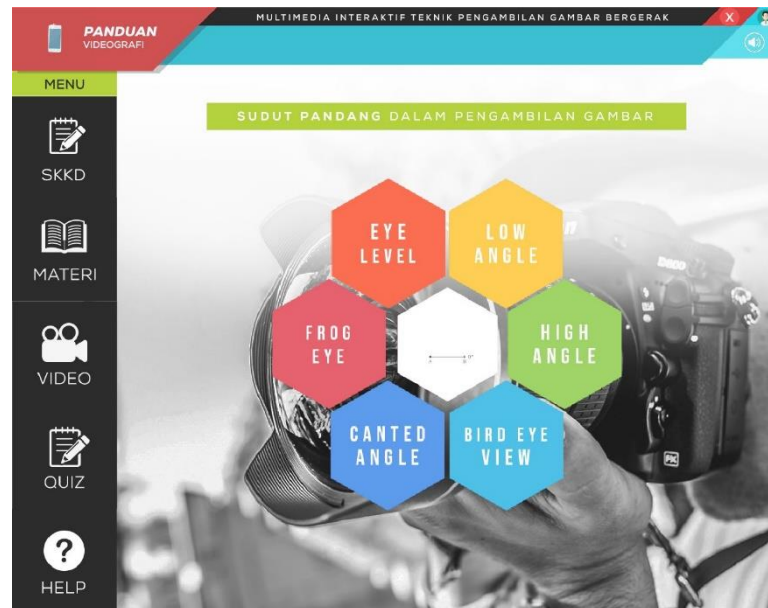 MULTIMEDIA INTERAKTIF TEKNIK PENGAMBILAN GAMBAR BERGERAK
X
PANDUAN
VIDEOGRAFI
MENU
SKKD
MATERI
VIDEO
QUIZ
?
HELP
SUDUT PANDANG DALAM PENGAMBILAN GAMBAR
EYE
LEVEL
LOW
ANGLE
FROG
EYE
HIGH
ANGLE
CANTED
ANGLE
BIRD EYE
VIEW